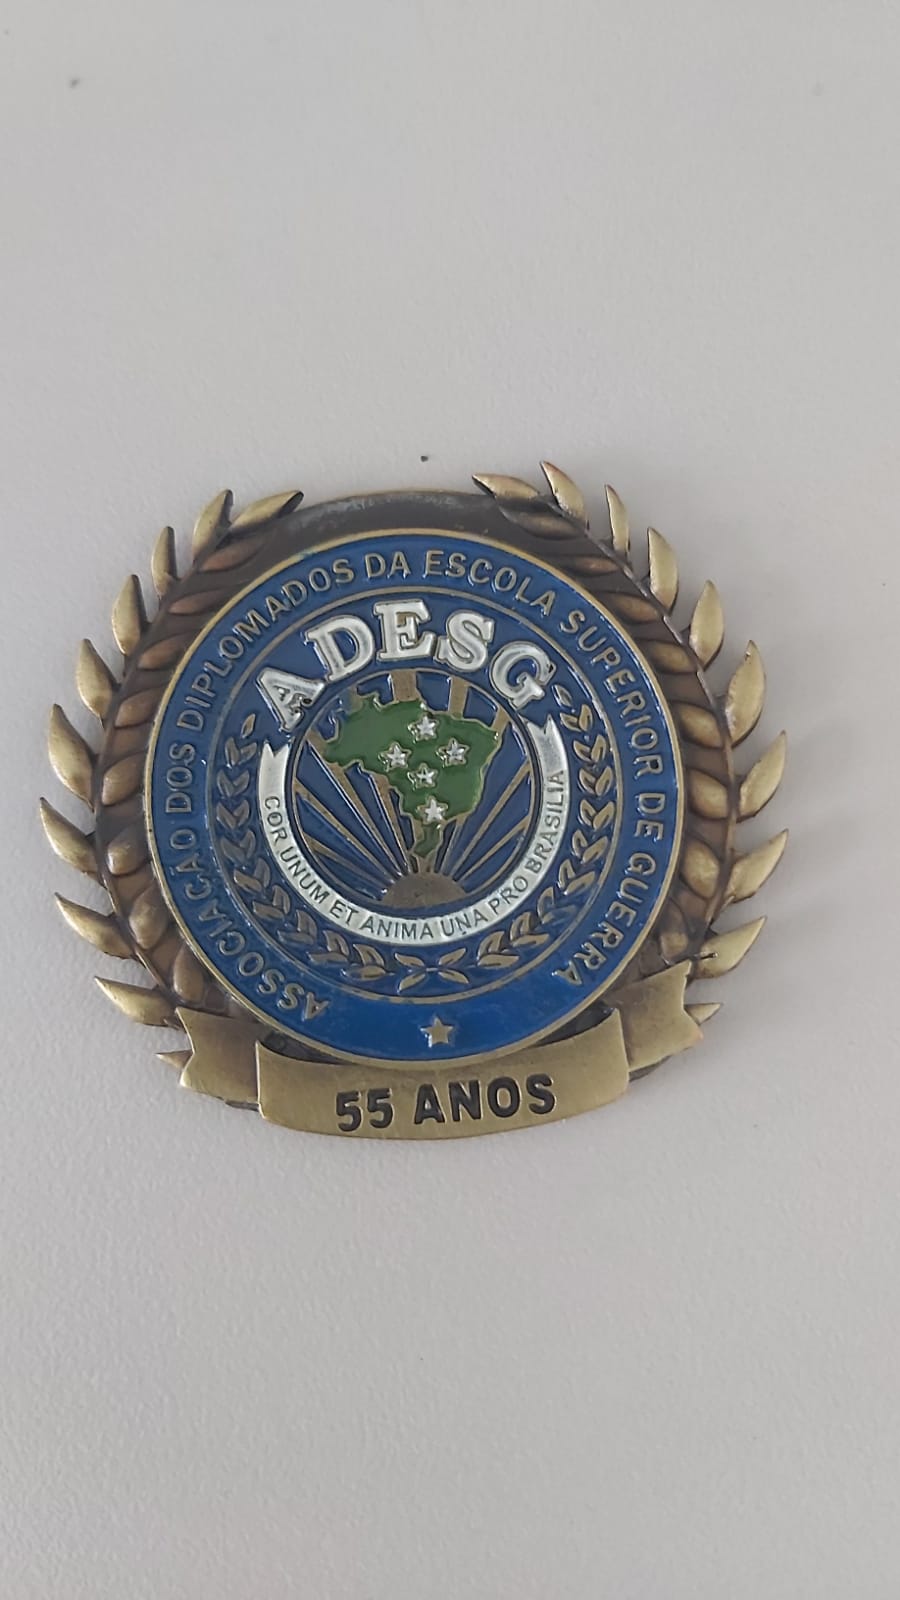 ASSOCIAÇÃO DOS DIPLOMADOS DA ESCOLA SUPERIOR DE GUERRA
ADESG
COR UNUM ET ANIMA UNA PRO BRASILIA
55 ANOS